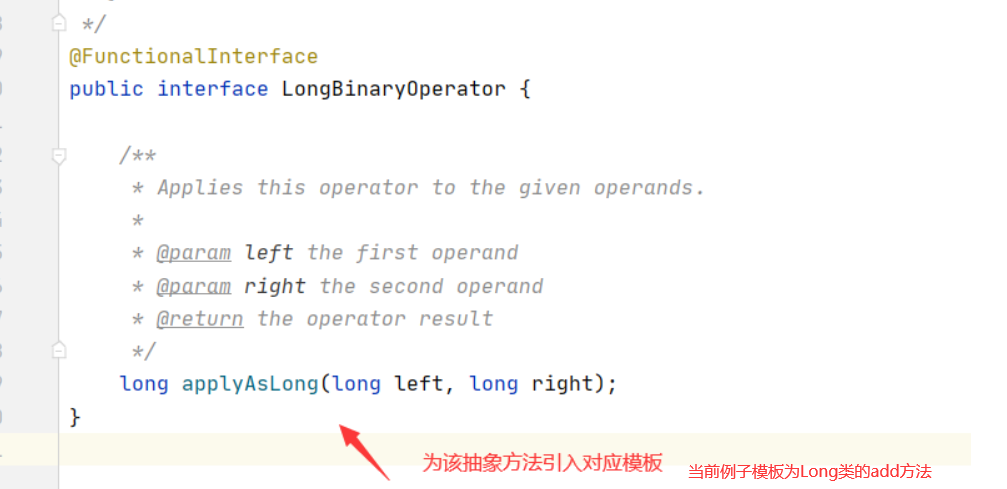 */
@FunctionalInterface
public interface LongBinaryOperator {
/**
* Applies this operator to the given operands.
*
* @param left the first operand
* @param right the second operand
* @return the operator result
*/
long applyAsLong(long left, long right);
}
为该抽象方法引入对应模板
当前例子模板为Long类的add方法